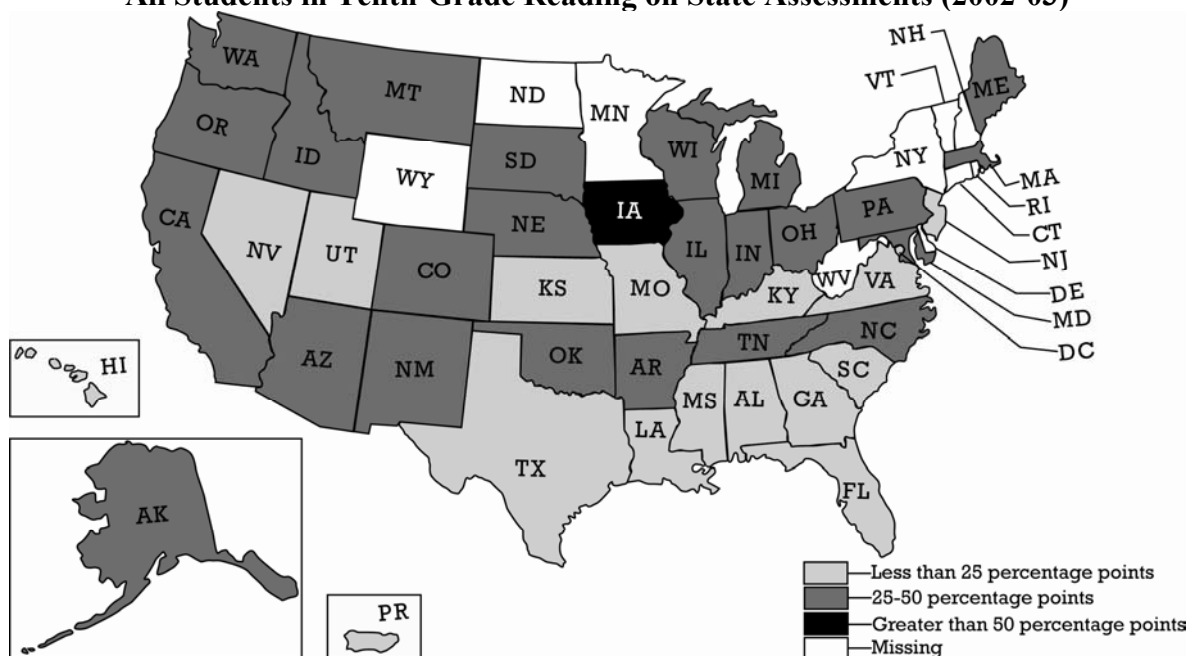 All Students in Tenth-Grade Reading on State Assessments (2002-03)
NH
VT
WA
MT
ND
MN
ME
OR
ID
SD
WI
MI
NY
WY
MA
RI
CT
NJ
DE
MD
DC
IA
NE
PA
CA
NV
UT
CO
IL
IN
OH
KS
MO
WV
VA
KY
AZ
NM
OK
AR
TN
NC
SC
HI
MS
AL
GA
LA
TX
FL
AK
PR
Less than 25 percentage points
25-50 percentage points
Greater than 50 percentage points
Missing